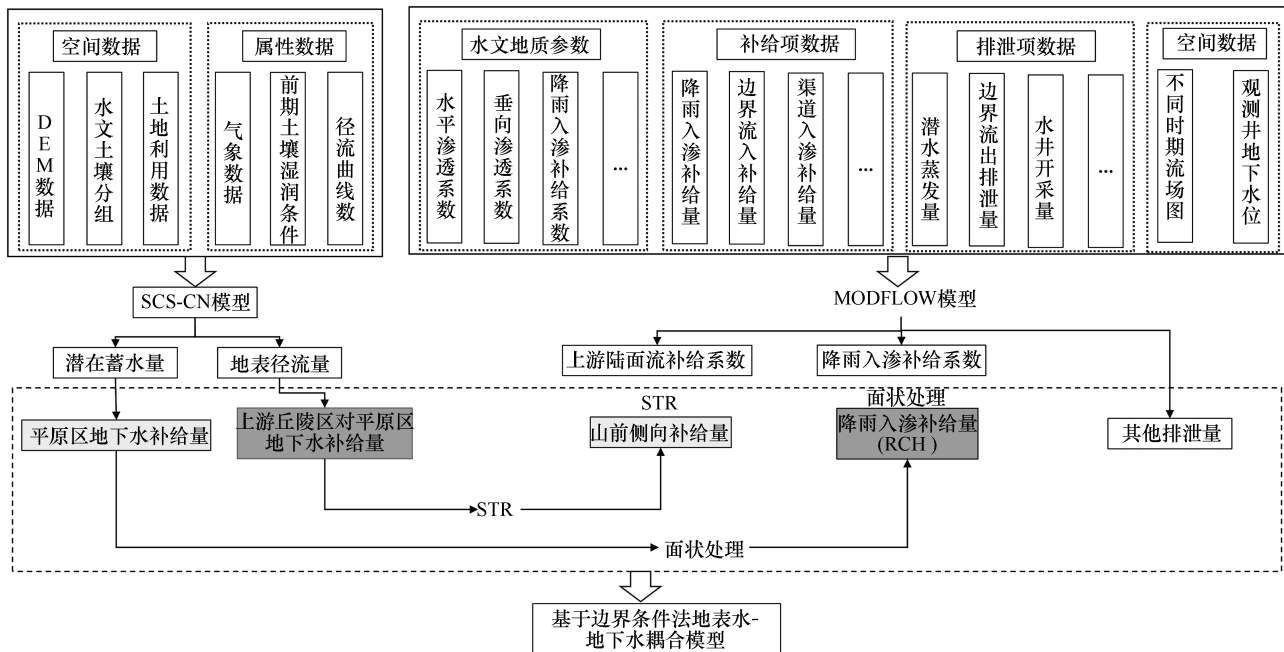 空间数据
DEM数据
水文土壤分组
土地利用数据
属性数据
气象数据
前期土壤湿润条件
径流曲线数
水文地质参数
水平渗透系数
垂向渗透系数
降雨入渗补给系数
...
补给项数据
降雨入渗补给量
边界流入补给量
渠道入渗补给量
...
排泄项数据
潜水蒸发量
边界流出排泄量
水井开采量
...
空间数据
不同时期流场图
观测井地下水位
SCS-CN模型
MODFLOW模型
潜在蓄水量
地表径流量
上游陆面流补给系数
降雨入渗补给系数
平原区地下水补给量
上游丘陵区对平原区
地下水补给量
STR
山前侧向补给量
面状处理
降雨入渗补给量
(RCH )
其他排泄量
STR
面状处理
基于边界条件法地表水-
地下水耦合模型